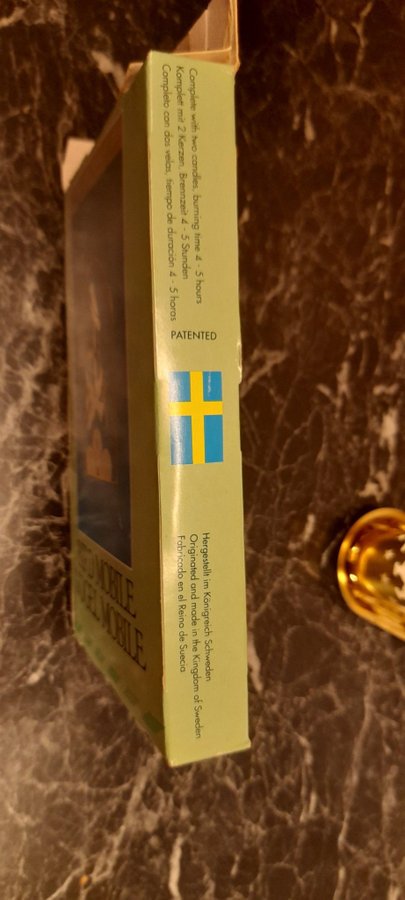 Complete with two candles, burning time 4 - 5 hours
Komplett mit 2 Kerzen, Brennzeit 4 - 5 Stunden
Completo con dos velas, tiempo de duración 4 - 5 horas
PATENTED
Hergestellt im Königreich Schweden
Originated and made in the Kingdom of Sweden
Fabricado en el Reino de Suecia
MOBILE
MOBILE